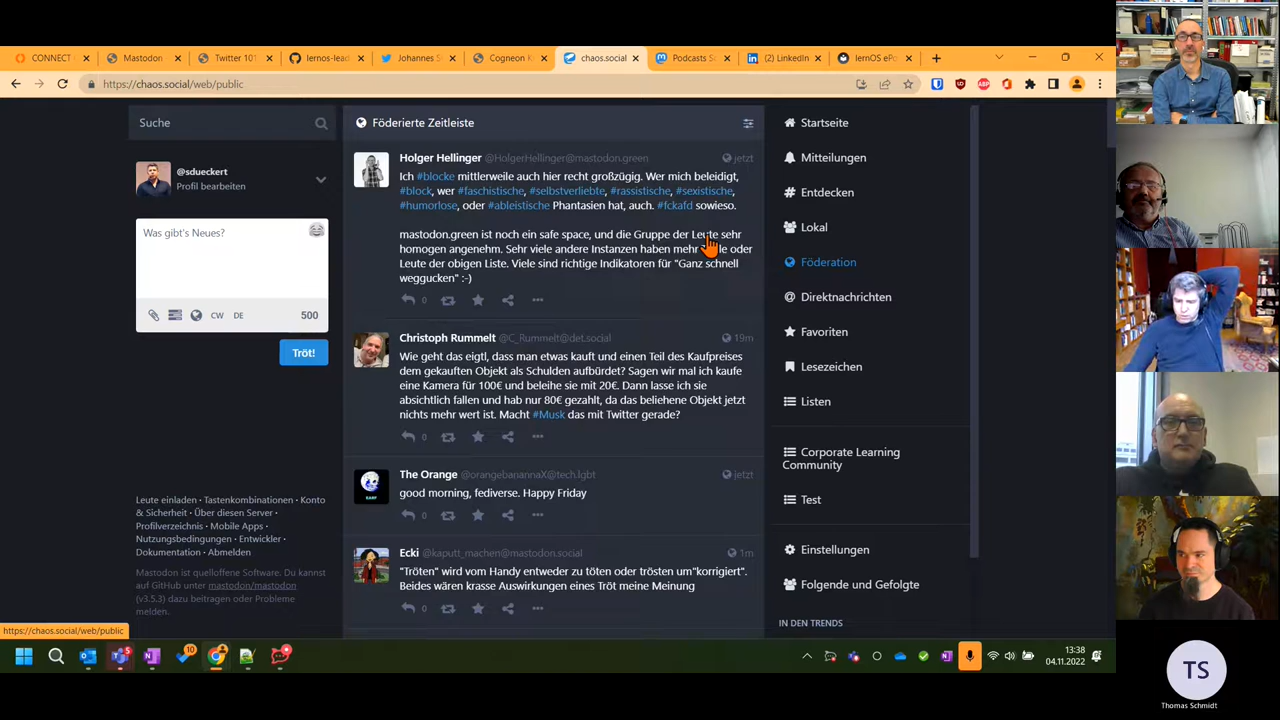 CONNECT
Mastodon
Twitter 101
lernos-lead
Johannes S
Cogneon
chaos.social
Podcasts S
(2) LinkedIn
lernOS ePo
https://chaos.social/web/public
Suche
@sdueckert
Profil bearbeiten
Was gibt's Neues?
CW
DE
500
Tröt!
Leute einladen · Tastenkombinationen · Konto
& Sicherheit · Über diesen Server ·
Profilverzeichnis · Mobile Apps ·
Nutzungsbedingungen · Entwickler ·
Dokumentation · Abmelden
Mastodon ist quelloffene Software. Du kannst
auf GitHub unter mastodon/mastodon
(v3.5.3) dazu beitragen oder Probleme
melden.
Föderierte Zeitleiste
Holger Hellinger @HolgerHellinger@mastodon.green
jetzt
Ich #blocke mittlerweile auch hier recht großzügig. Wer mich beleidigt,
#block, wer #faschistische, #selbstverliebte, #rassistische, #sexistische,
#humorlose, oder #ableistische Phantasien hat, auch. #fckafd sowieso.
mastodon.green ist noch ein safe space, und die Gruppe der Leute sehr
homogen angenehm. Sehr viele andere Instanzen haben mehr oder
Leute der obigen Liste. Viele sind richtige Indikatoren für "Ganz schnell
weggucken" :-)
0
Christoph Rummelt @C_Rummelt@det.social
19m
Wie geht das eigtl, dass man etwas kauft und einen Teil des Kaufpreises
dem gekauften Objekt als Schulden aufbürdet? Sagen wir mal ich kaufe
eine Kamera für 100€ und beleihe sie mit 20€. Dann lasse ich sie
absichtlich fallen und hab nur 80€ gezahlt, da das beliehene Objekt jetzt
nichts mehr wert ist. Macht #Musk das mit Twitter gerade?
0
The Orange @orangebanannaX@tech.lgbt
jetzt
good morning, fediverse. Happy Friday
0
Ecki @kaputt_machen@mastodon.social
1m
"Tröten" wird vom Handy entweder zu töten oder trösten um"korrigiert".
Beides wären krasse Auswirkungen eines Tröt meine Meinung
0
Startseite
Mitteilungen
Entdecken
Lokal
Föderation
Direktnachrichten
Favoriten
Lesezeichen
Listen
Corporate Learning
Community
Test
Einstellungen
Folgende und Gefolgte
IN DEN TRENDS
https://chaos.social/web/public
5
10
13:38
04.11.2022
TS
Thomas Schmidt